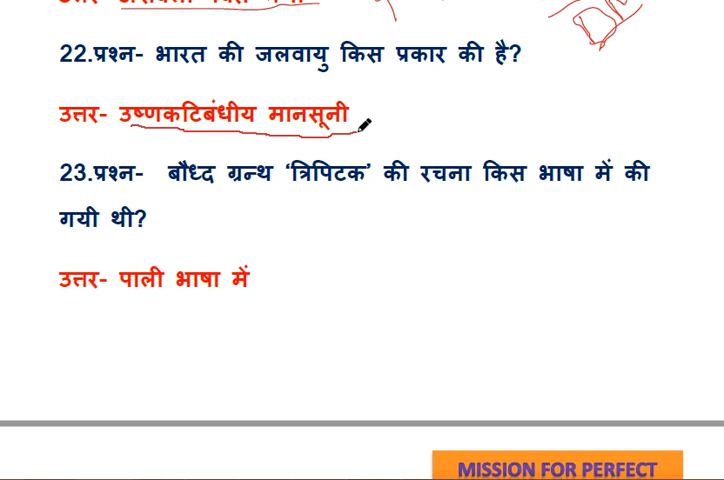 22.प्रश्न- भारत की जलवायु किस प्रकार की है?
उत्तर- उष्णकटिबंधीय मानसूनी
23.प्रश्न- बौध्द ग्रन्थ ‘त्रिपिटक’ की रचना किस भाषा में की
गयी थी?
उत्तर- पाली भाषा में
MISSION FOR PERFECT